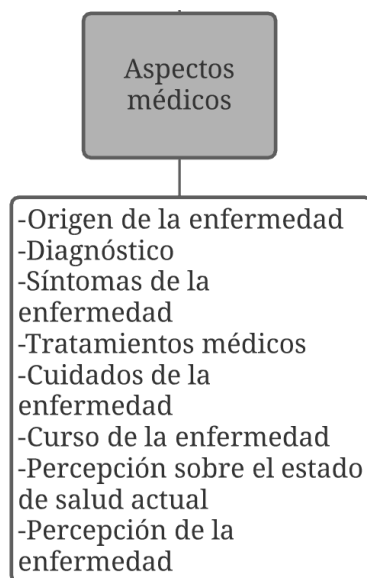 Aspectos
médicos
-Origen de la enfermedad
-Diagnóstico
-Síntomas de la
enfermedad
-Tratamientos médicos
-Cuidados de la
enfermedad
-Curso de la enfermedad
-Percepción sobre el estado
de salud actual
-Percepción de la
enfermedad